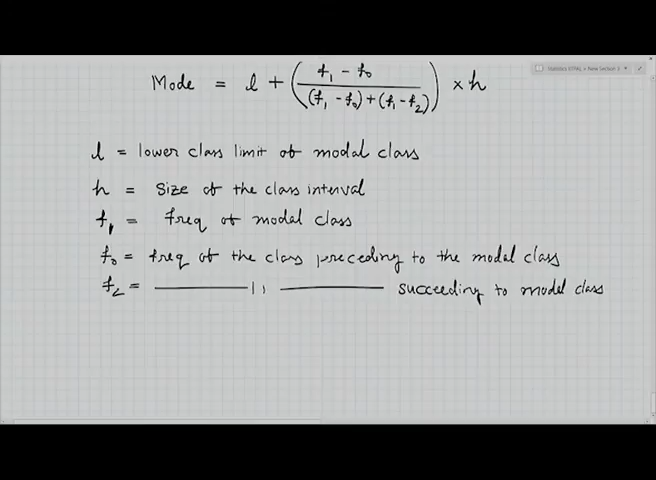 Mode = l + ( f₁ - f₀ / (f₁ - f₀) + (f₁ - f₂) ) × h
l = lower class limit of modal class
h = Size of the class interval
f₁ = freq of modal class
f₀ = freq of the class preceding to the modal class
f₂ = ——— ıı ——— succeeding to modal class